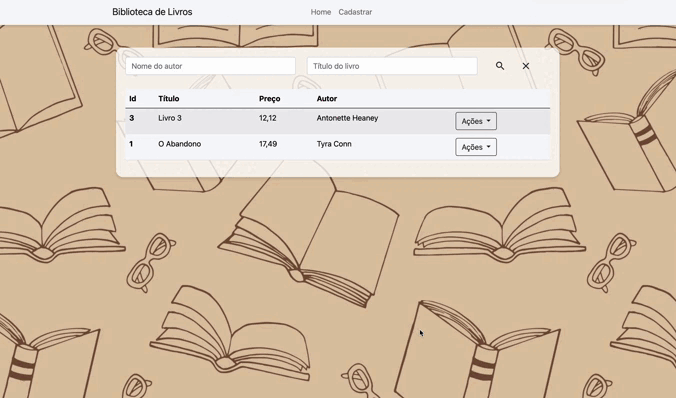 Biblioteca de Livros Home Cadastrar
Nome do autor Título do livro
Id Título Preço Autor
3 Livro 3 12,12 Antonette Heaney Ações
1 O Abandono 17,49 Tyra Conn Ações